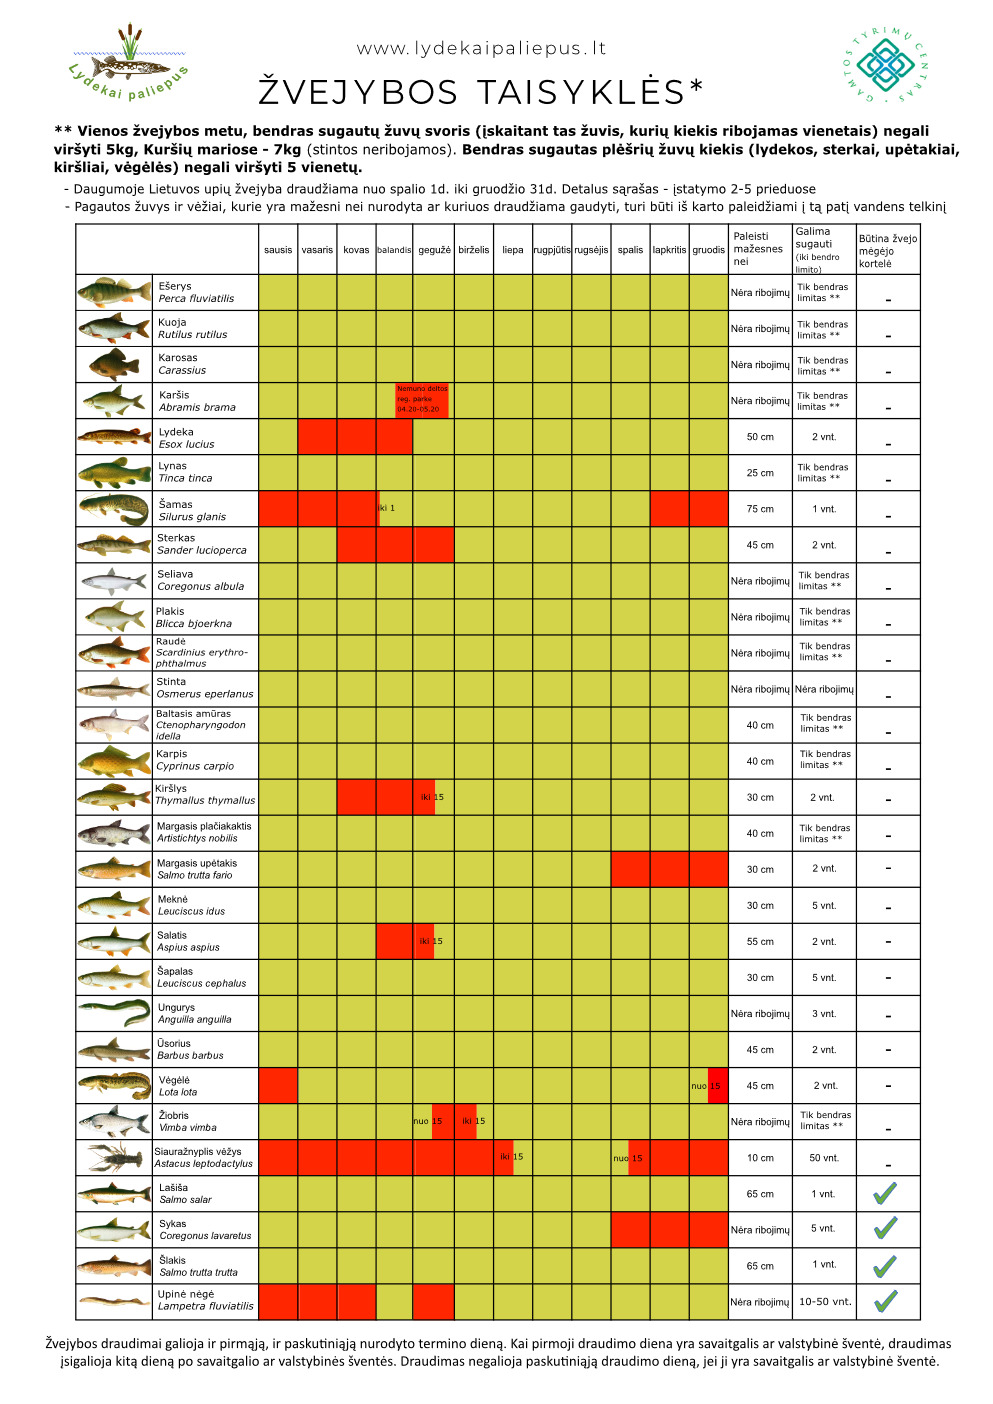 Lydekai paliepus
www.lydekaipaliepus.lt
GAMTOS TYRIMŲ CENTRAS
ŽVEJYBOS TAISYKLĖS*
** Vienos žvejybos metu, bendras sugautų žuvų svoris (įskaitant tas žuvis, kurių kiekis ribojamas vienetais) negali
viršyti 5kg, Kuršių mariose - 7kg (stintos neribojamos). Bendras sugautas plėšrių žuvų kiekis (lydekos, sterkai, upėtakiai,
kiršliai, vėgėlės) negali viršyti 5 vienetų.
- Daugumoje Lietuvos upių žvejyba draudžiama nuo spalio 1d. iki gruodžio 31d. Detalus sąrašas - įstatymo 2-5 prieduose
- Pagautos žuvys ir vėžiai, kurie yra mažesni nei nurodyta ar kuriuos draudžiama gaudyti, turi būti iš karto paleidžiami į tą patį vandens telkinį
sausis vasaris kovas balandis gegužė birželis liepa rugpjūtis rugsėjis spalis lapkritis gruodis
Paleisti
mažesnes
nei
Galima
sugauti
(iki bendro
limito)
Būtina žvejo
mėgėjo
kortelė
Ešerys
Perca fluviatilis
Nėra ribojimų
Tik bendras
limitas **
-
Kuoja
Rutilus rutilus
Nėra ribojimų
Tik bendras
limitas **
-
Karosas
Carassius
Nėra ribojimų
Tik bendras
limitas **
-
Karšis
Abramis brama
Nemuno deltos
reg. parke
04.20-05.20
Nėra ribojimų
Tik bendras
limitas **
-
Lydeka
Esox lucius
50 cm
2 vnt.
-
Lynas
Tinca tinca
25 cm
Tik bendras
limitas **
-
Šamas
Silurus glanis
iki 1
75 cm
1 vnt.
-
Sterkas
Sander lucioperca
45 cm
2 vnt.
-
Seliava
Coregonus albula
Nėra ribojimų
Tik bendras
limitas **
-
Plakis
Blicca bjoerkna
Nėra ribojimų
Tik bendras
limitas **
-
Raudė
Scardinius erythro-
phthalmus
Nėra ribojimų
Tik bendras
limitas **
-
Stinta
Osmerus eperlanus
Nėra ribojimų
Nėra ribojimų
-
Baltasis amūras
Ctenopharyngodon
idella
40 cm
Tik bendras
limitas **
-
Karpis
Cyprinus carpio
40 cm
Tik bendras
limitas **
-
Kiršlys
Thymallus thymallus
iki 15
30 cm
2 vnt.
-
Margasis plačiakaktis
Artistichtys nobilis
40 cm
Tik bendras
limitas **
-
Margasis upėtakis
Salmo trutta fario
30 cm
2 vnt.
-
Meknė
Leuciscus idus
30 cm
5 vnt.
-
Salatis
Aspius aspius
iki 15
55 cm
2 vnt.
-
Šapalas
Leuciscus cephalus
30 cm
5 vnt.
-
Ungurys
Anguilla anguilla
Nėra ribojimų
3 vnt.
-
Ūsorius
Barbus barbus
45 cm
2 vnt.
-
Vėgėlė
Lota lota
nuo 15
45 cm
2 vnt.
-
Žiobris
Vimba vimba
nuo 15
iki 15
Nėra ribojimų
Tik bendras
limitas **
-
Siauražnyplis vėžys
Astacus leptodactylus
iki 15
nuo 15
10 cm
50 vnt.
-
Lašiša
Salmo salar
65 cm
1 vnt.
Sykas
Coregonus lavaretus
Nėra ribojimų
5 vnt.
Šlakis
Salmo trutta trutta
65 cm
1 vnt.
Upinė nėgė
Lampetra fluviatilis
Nėra ribojimų
10-50 vnt.
Žvejybos draudimai galioja ir pirmąją, ir paskutiniąją nurodyto termino dieną. Kai pirmoji draudimo diena yra savaitgalis ar valstybinė šventė, draudimas
įsigalioja kitą dieną po savaitgalio ar valstybinės šventės. Draudimas negalioja paskutiniąją draudimo dieną, jei ji yra savaitgalis ar valstybinė šventė.